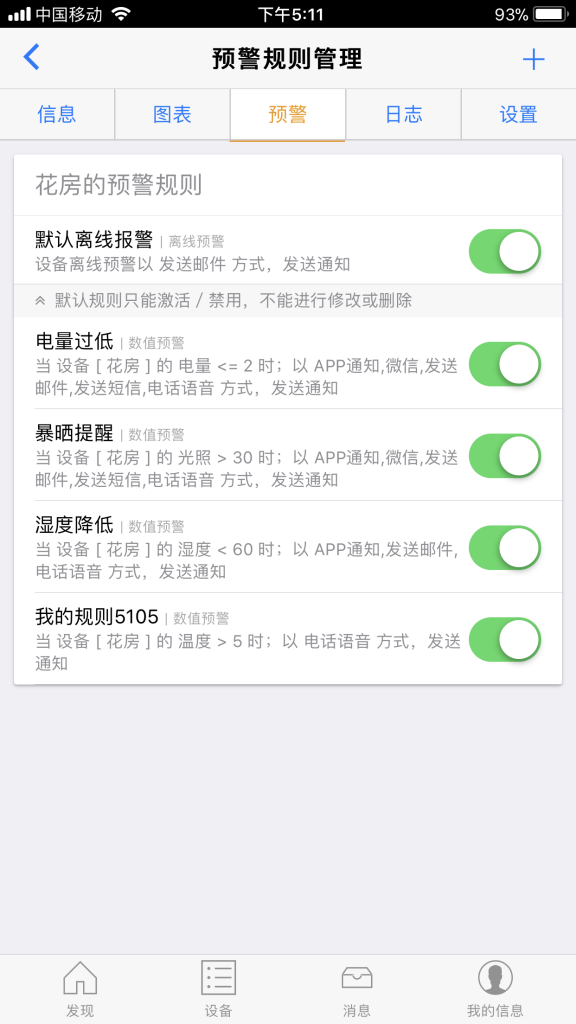 中国移动 下午5:11 93%
预警规则管理
信息 图表 预警 日志 设置
花房的预警规则
默认离线报警 | 离线预警
设备离线预警以 发送邮件 方式，发送通知
默认规则只能激活 / 禁用，不能进行修改或删除
电量过低 | 数值预警
当 设备 [ 花房 ] 的 电量 <= 2 时；以 APP通知,微信,发送
邮件,发送短信,电话语音 方式，发送通知
暴晒提醒 | 数值预警
当 设备 [ 花房 ] 的 光照 > 30 时；以 APP通知,微信,发送
邮件,发送短信,电话语音 方式，发送通知
湿度降低 | 数值预警
当 设备 [ 花房 ] 的 湿度 < 60 时；以 APP通知,发送邮件,
电话语音 方式，发送通知
我的规则5105 | 数值预警
当 设备 [ 花房 ] 的 温度 > 5 时；以 电话语音 方式，发送
通知
发现 设备 消息 我的信息